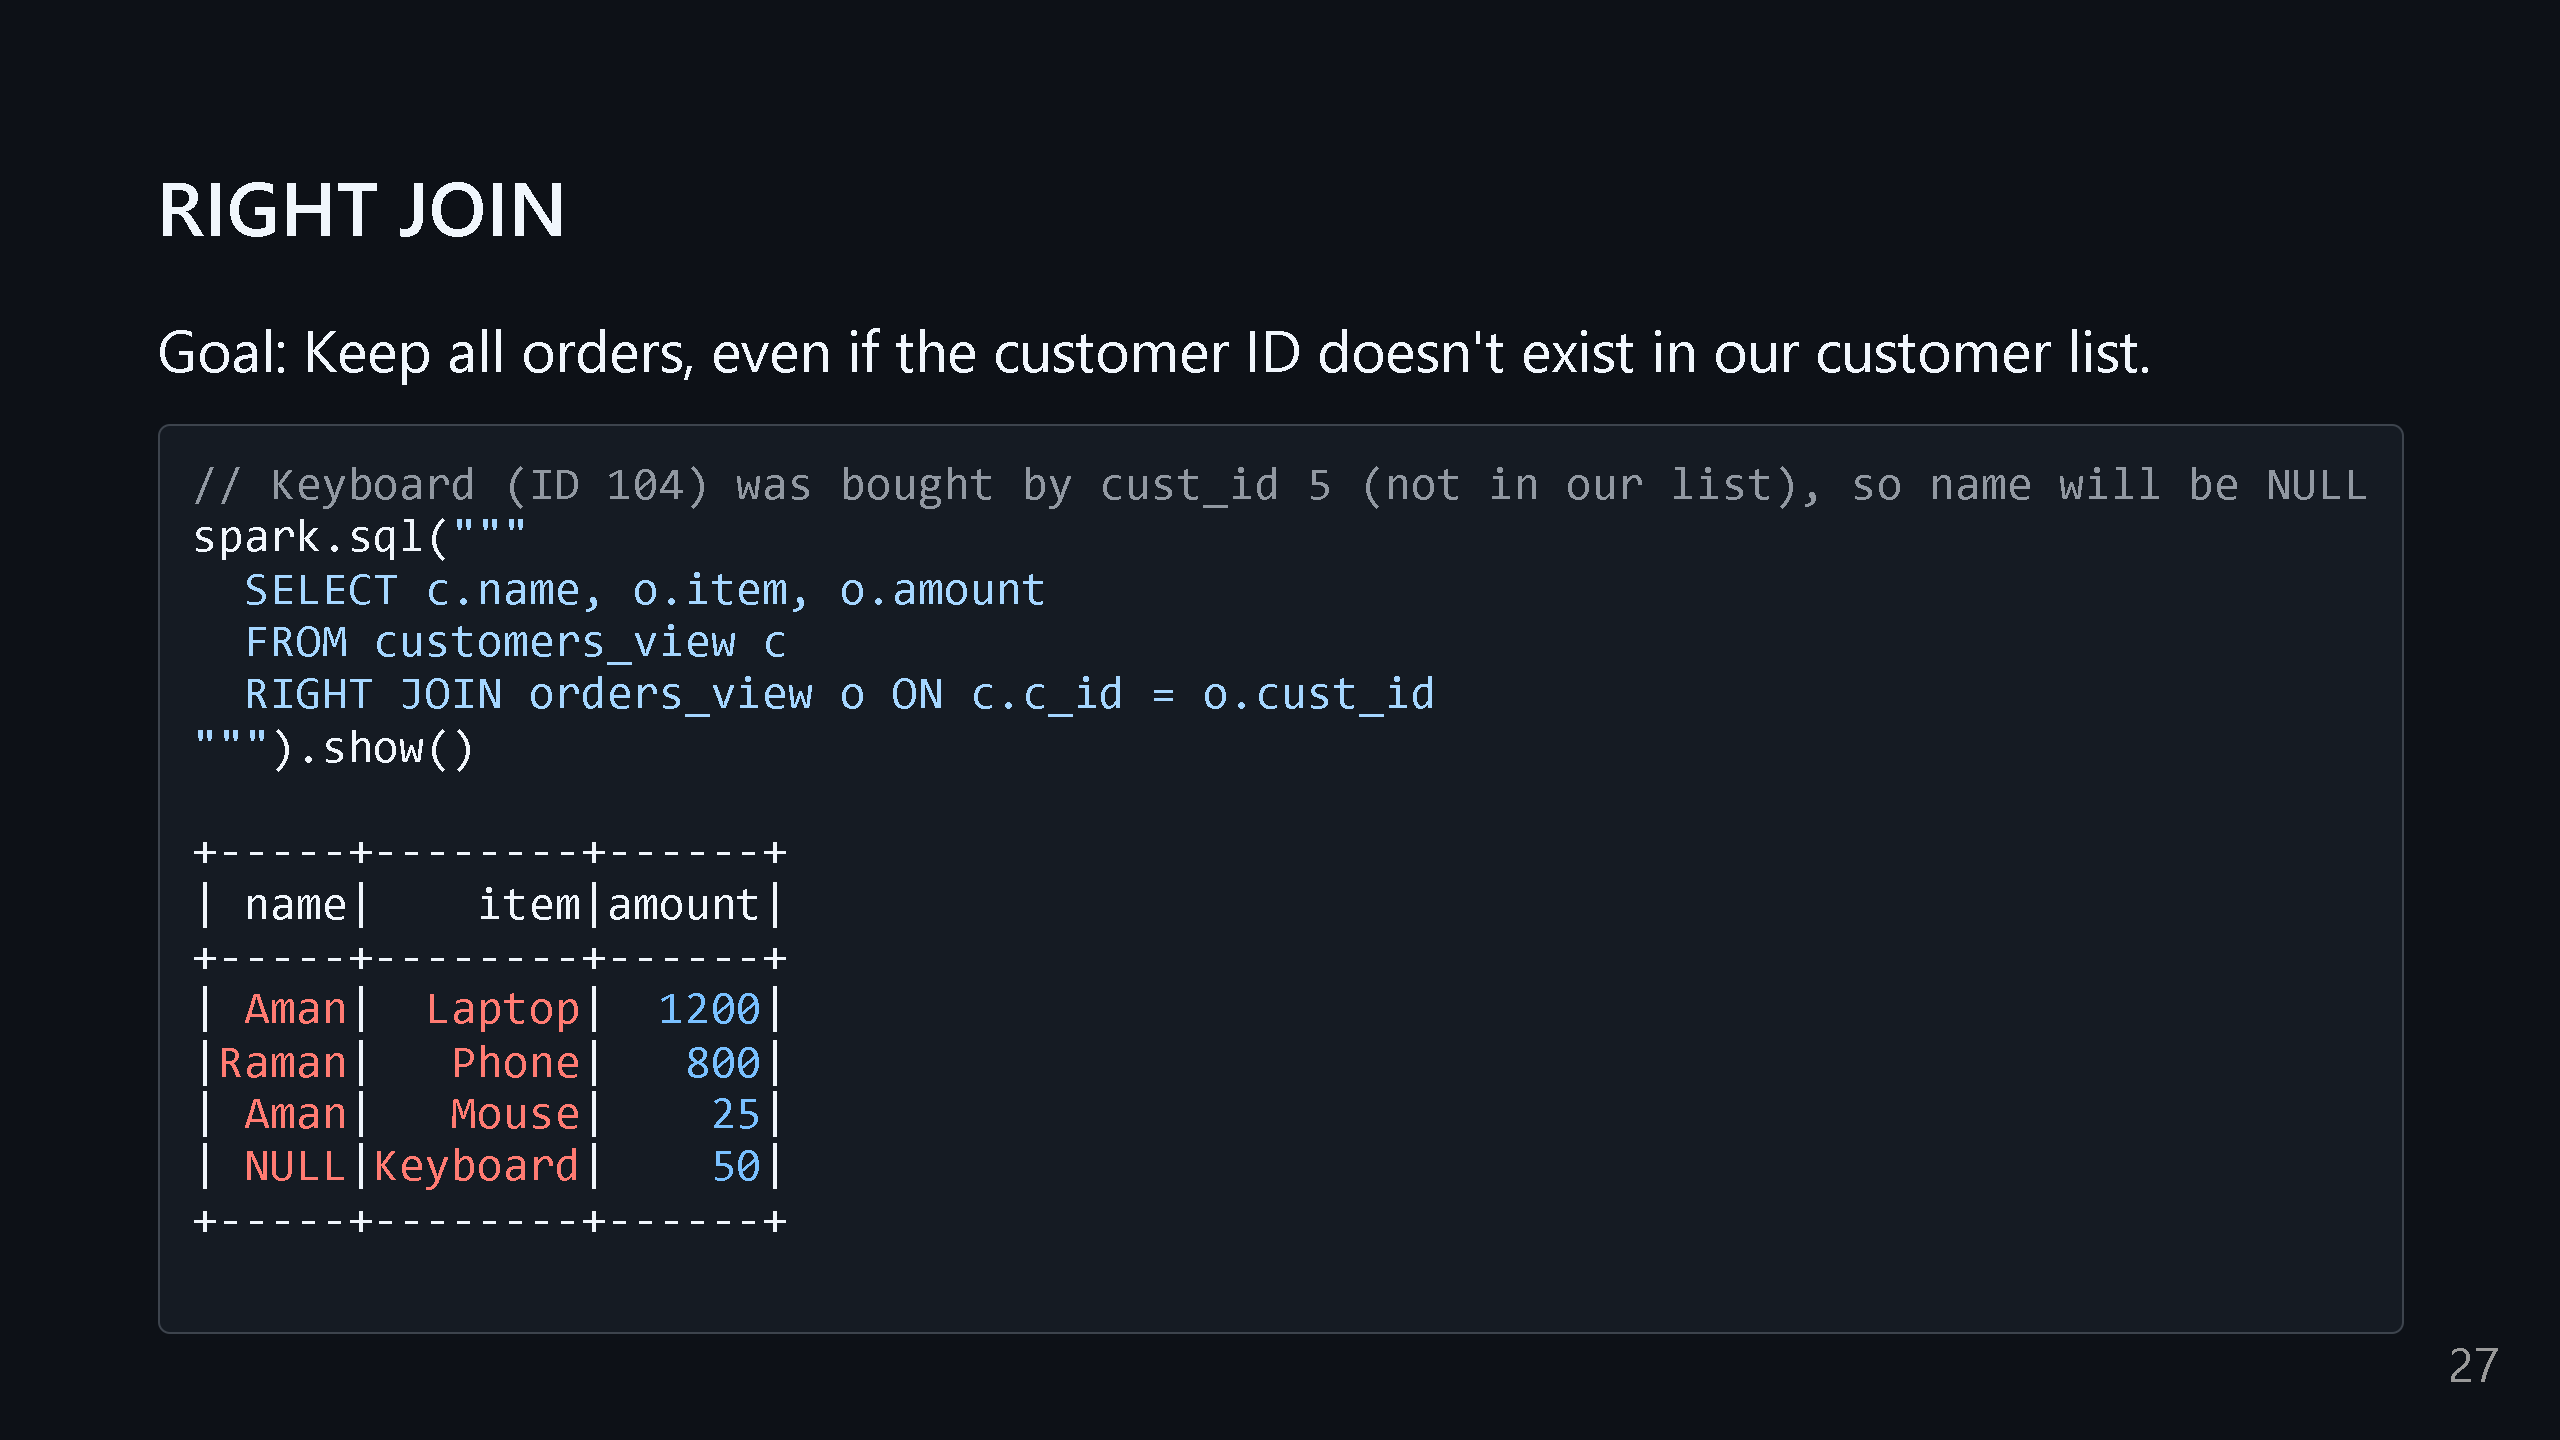 RIGHT JOIN
Goal: Keep all orders, even if the customer ID doesn't exist in our customer list.
// Keyboard (ID 104) was bought by cust_id 5 (not in our list), so name will be NULL
spark.sql("""
  SELECT c.name, o.item, o.amount
  FROM customers_view c
  RIGHT JOIN orders_view o ON c.c_id = o.cust_id
""").show()
+-----+--------+------+
| name|    item|amount|
+-----+--------+------+
| Aman|  Laptop|  1200|
|Raman|   Phone|   800|
| Aman|   Mouse|    25|
| NULL|Keyboard|    50|
+-----+--------+------+
27